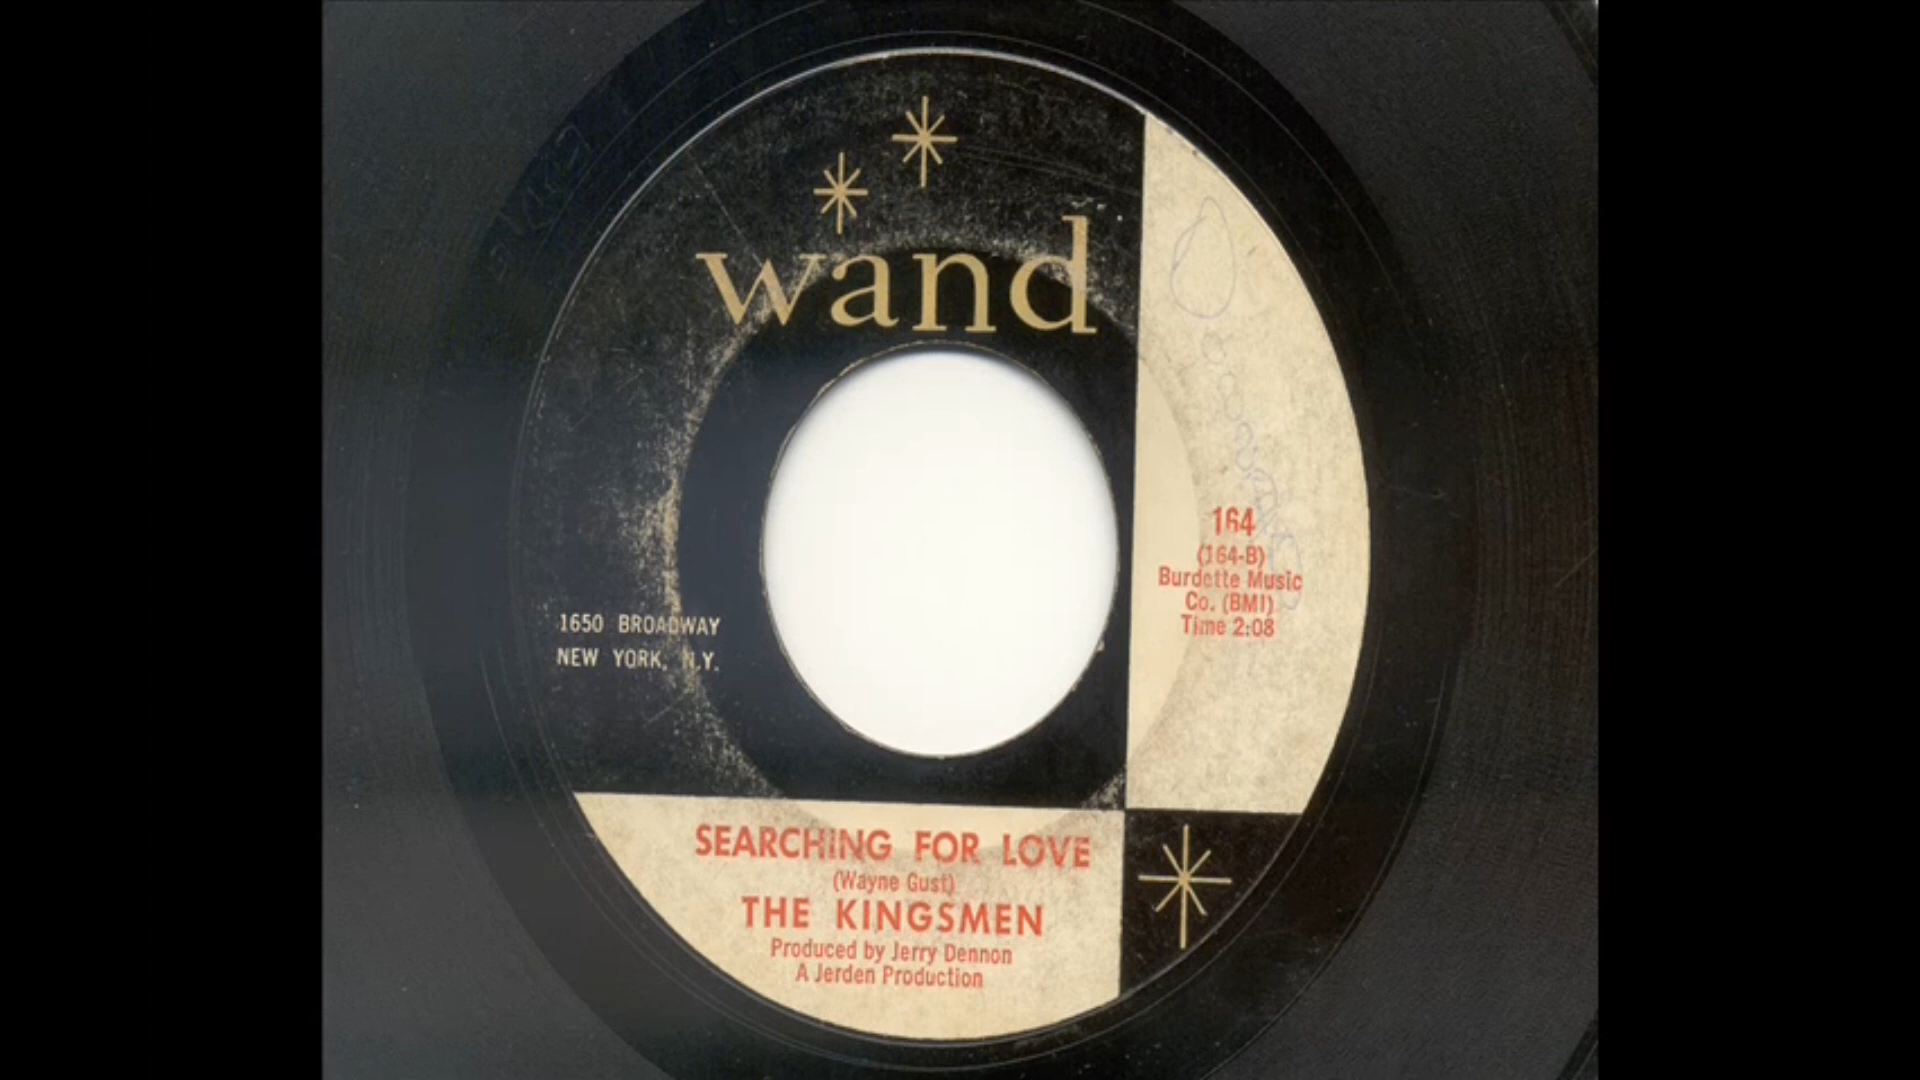 wand
164
(164-B)
Burdette Music
Co. (BMI)
Time 2:08
1650 BROADWAY
NEW YORK, N.Y.
SEARCHING FOR LOVE
(Wayne Gust)
THE KINGSMEN
Produced by Jerry Dennon
A Jerden Production